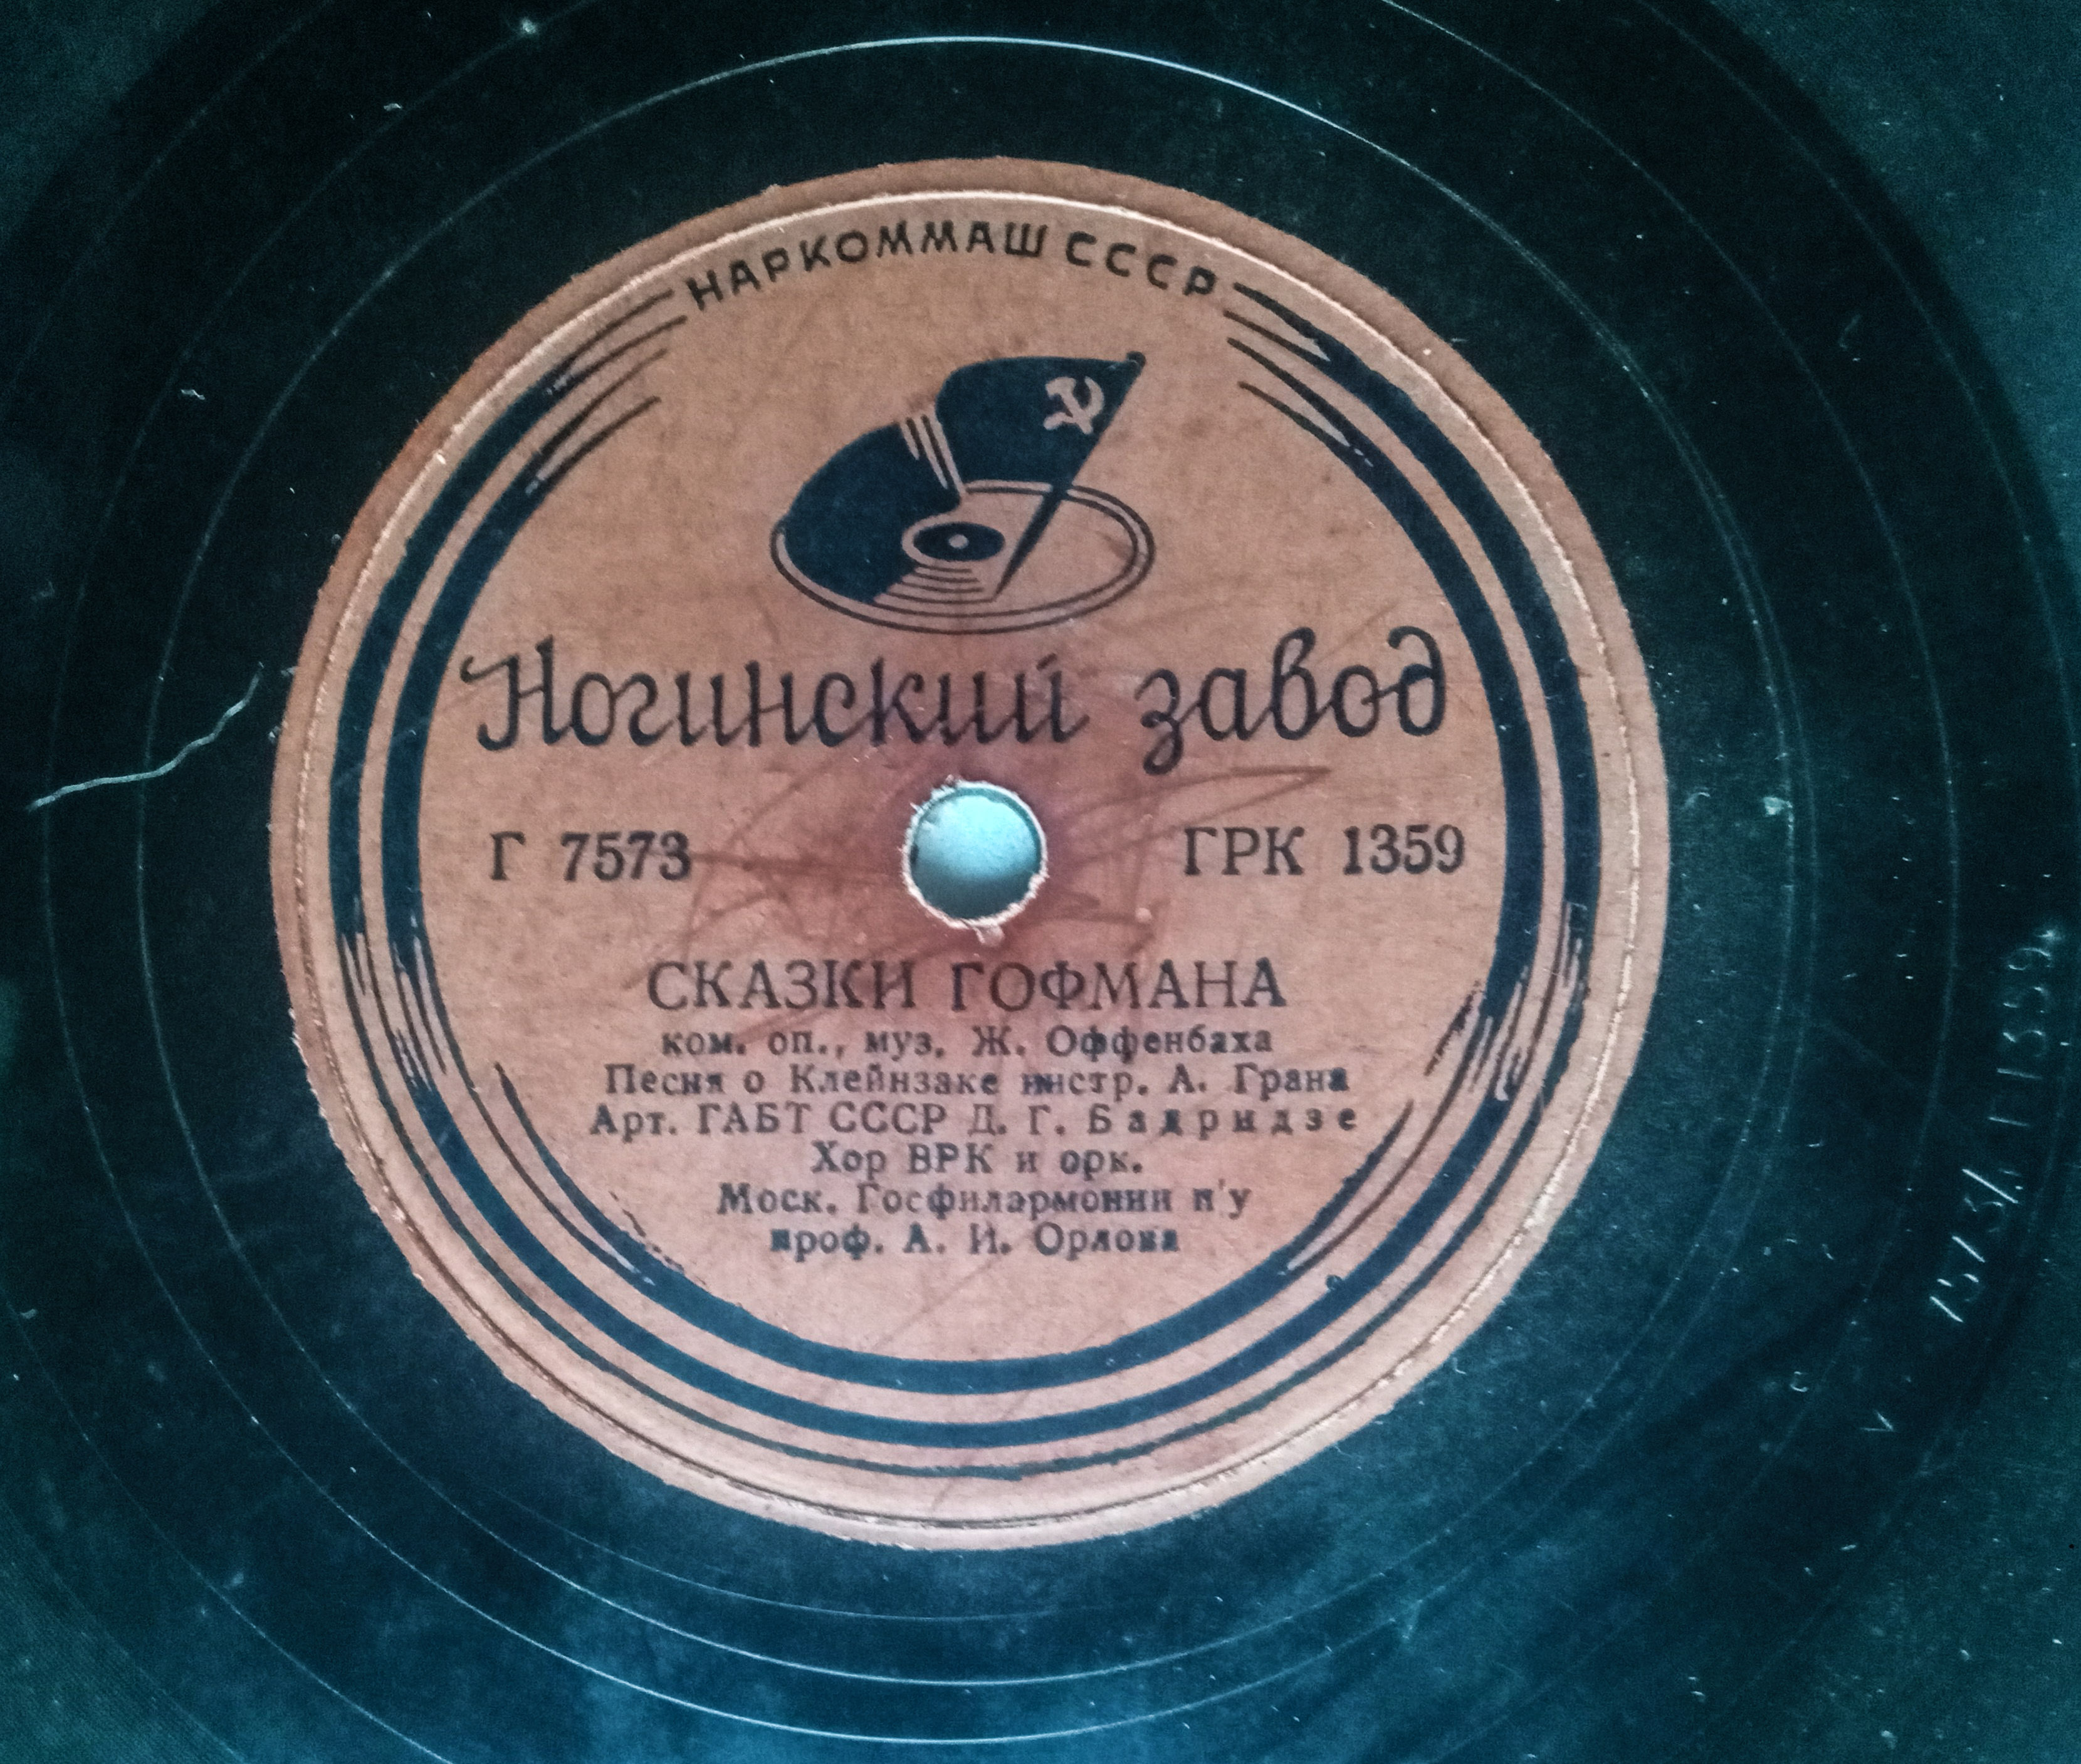 НАРКОММАШ СССР
Ногинский завод
Г 7573 ГРК 1359
СКАЗКИ ГОФМАНА
ком. оп., муз. Ж. Оффенбаха
Песня о Клейнзаке инстр. А. Грана
Арт. ГАБТ СССР Д. Г. Бадридзе
Хор ВРК и орк.
Моск. Госфилармонии п'у
проф. А. И. Орлова